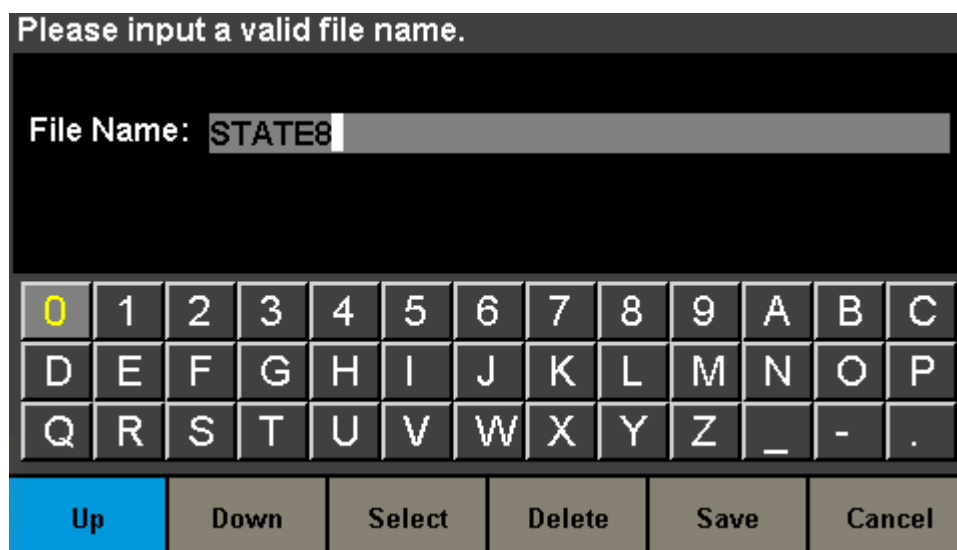 Please input a valid file name.
File Name: STATE8
0 1 2 3 4 5 6 7 8 9 A B C
D E F G H I J K L M N O P
Q R S T U V W X Y Z _ - .
Up Down Select Delete Save Cancel